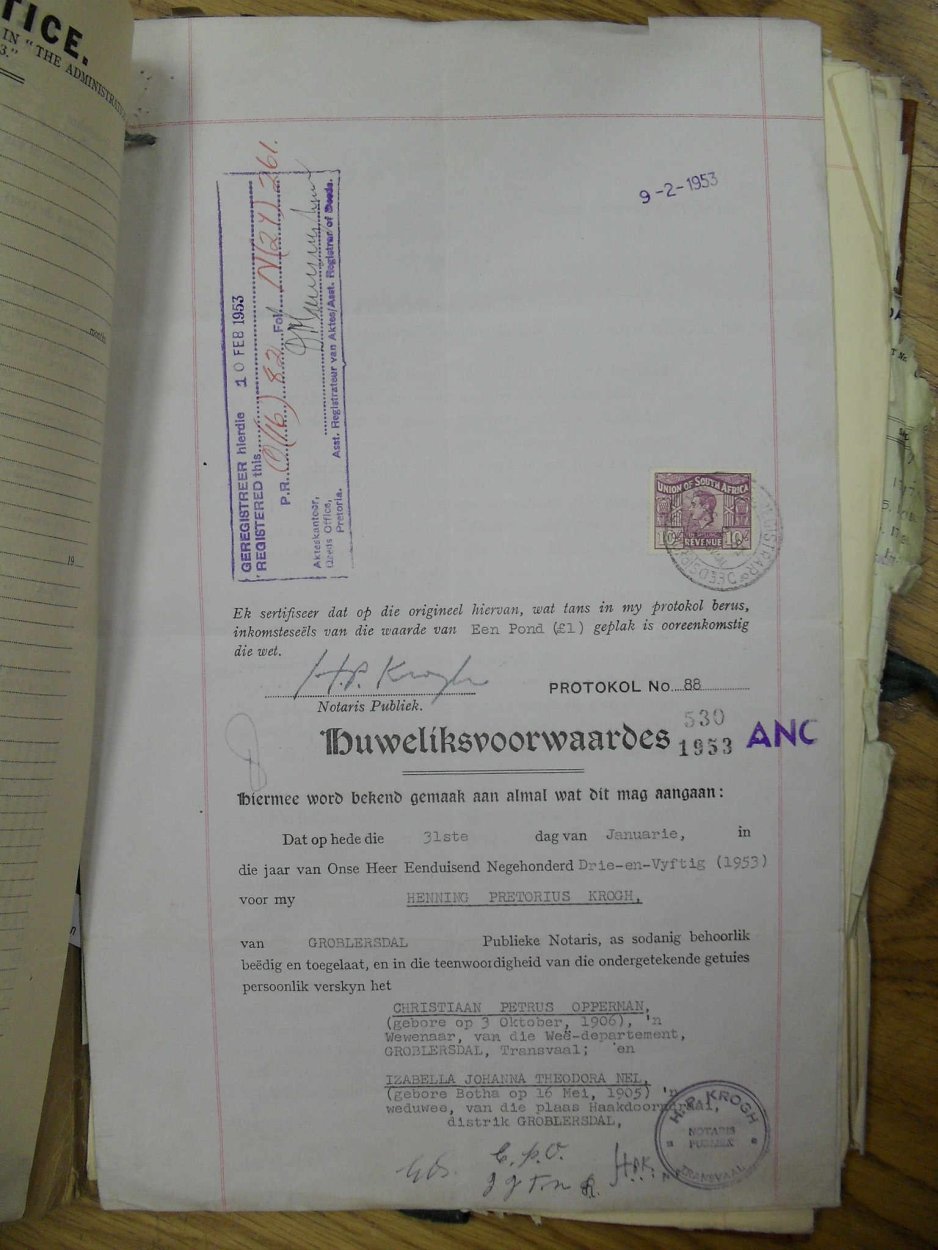 TICE.
IN "THE ADMINISTRAT
3."
month
19
9-2-1953
GEREGISTREER hierdie 10 FEB 1953
REGISTERED this
P.R. Fol.
Akteskantoor,
Deeds Office,
Pretoria.
Asst. Registrateur van Aktes/Asst. Registrar of Deeds.
UNION OF SOUTH AFRICA
REVENUE
Ek sertifiseer dat op die origineel hiervan, wat tans in my protokol berus,
inkomsteseëls van die waarde van Een Pond (£1) geplak is ooreenkomstig
die wet.
H.P. Krogh
Notaris Publiek.
PROTOKOL No. 88
Huweliksvoorwaardes
530
1953
ANC
Hiermee word bekend gemaak aan almal wat dit mag aangaan:
Dat op hede die 31ste dag van Januarie, in
die jaar van Onse Heer Eenduisend Negehonderd Drie-en-Vyftig (1953)
voor my HENNING PRETORIUS KROGH,
van GROBLERSDAL Publieke Notaris, as sodanig behoorlik
beëdig en toegelaat, en in die teenwoordigheid van die ondergetekende getuies
persoonlik verskyn het
CHRISTIAAN PETRUS OPPERMAN,
(gebore op 3 Oktober, 1906), 'n
Wewenaar, van die Weë-departement,
GROBLERSDAL, Transvaal; en
IZABELLA JOHANNA THEODORA NEL,
(gebore Botha op 16 Mei, 1905) 'n
weduwee, van die plaas
distrik GROBLERSDAL,
H.P. KROGH
NOTARIS
PUBLIEK
TRANSVAAL
C.P.O.
H.P.K.